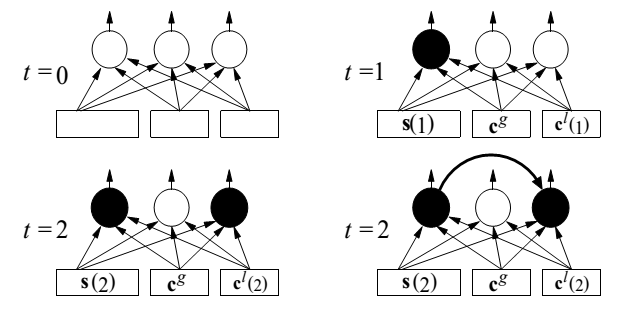 t = 0
t = 1
s(1) c^g c^l(1)
t = 2
s(2) c^g c^l(2)
t = 2
s(2) c^g c^l(2)